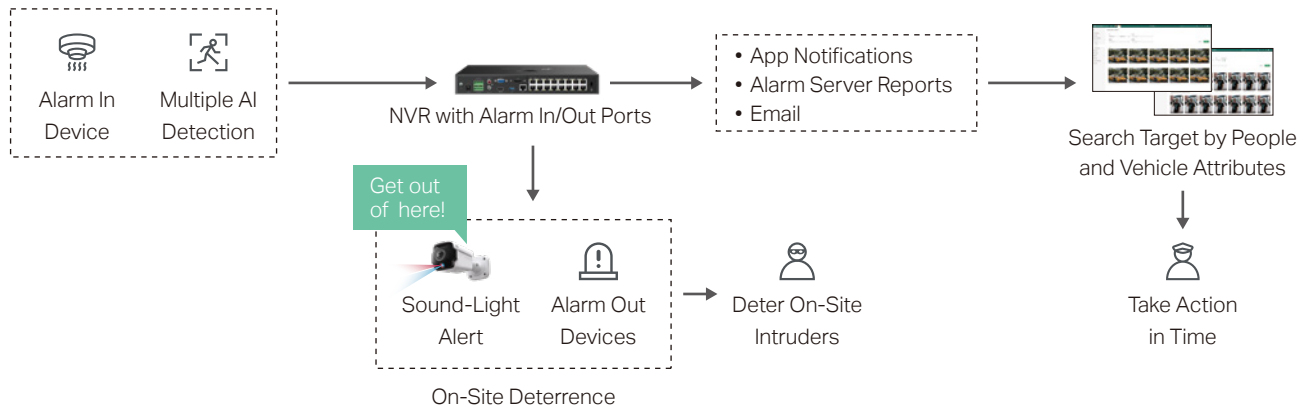 Alarm In
Device
Multiple AI
Detection
NVR with Alarm In/Out Ports
• App Notifications
• Alarm Server Reports
• Email
Search Target by People
and Vehicle Attributes
Get out
of here!
Sound-Light
Alert
Alarm Out
Devices
On-Site Deterrence
Deter On-Site
Intruders
Take Action
in Time